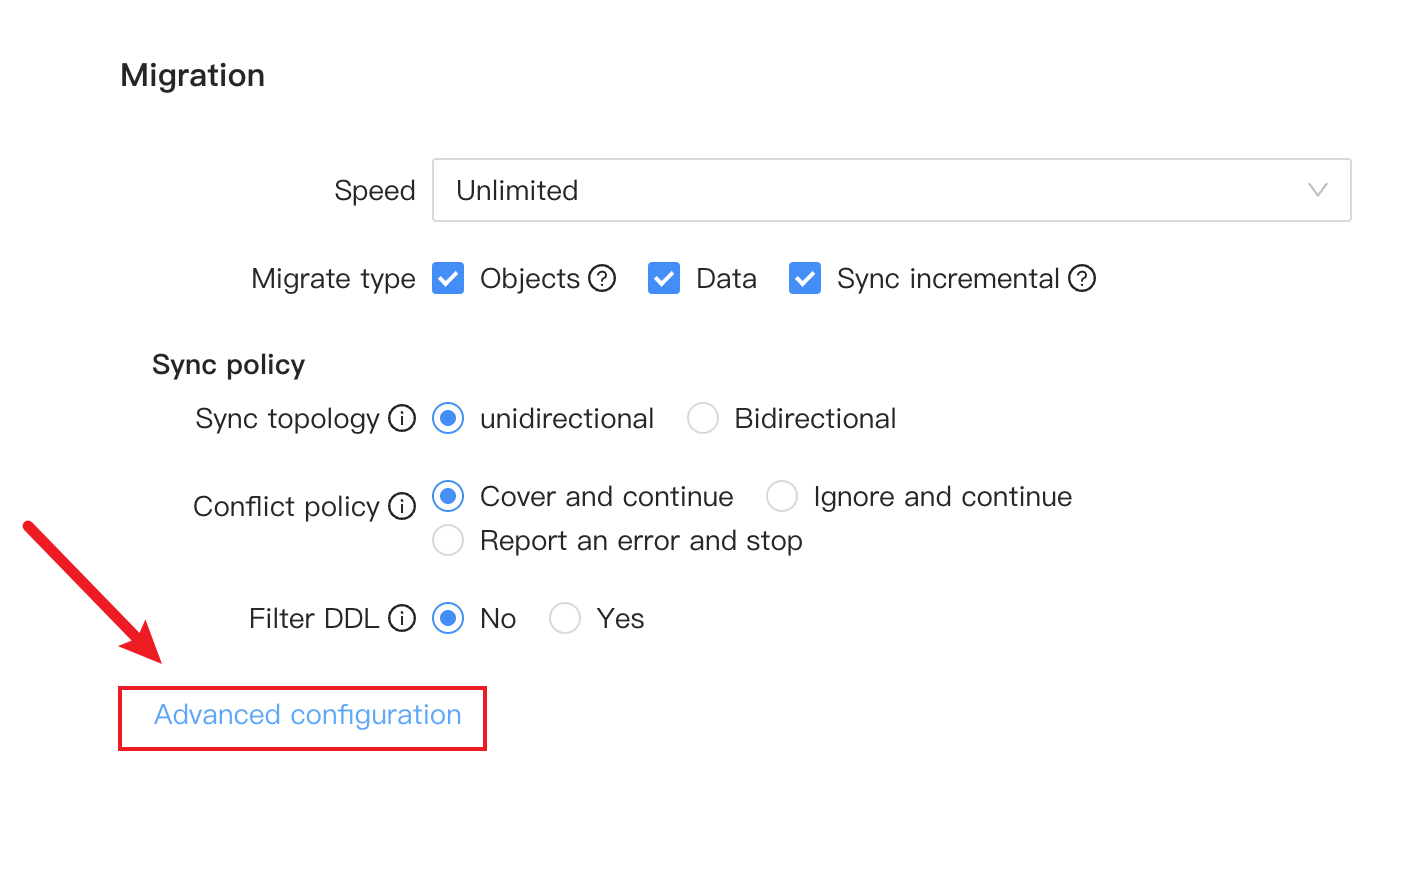 Migration
Speed Unlimited
Migrate type Objects Data Sync incremental
Sync policy
Sync topology unidirectional Bidirectional
Conflict policy Cover and continue Ignore and continue
Report an error and stop
Filter DDL No Yes
Advanced configuration